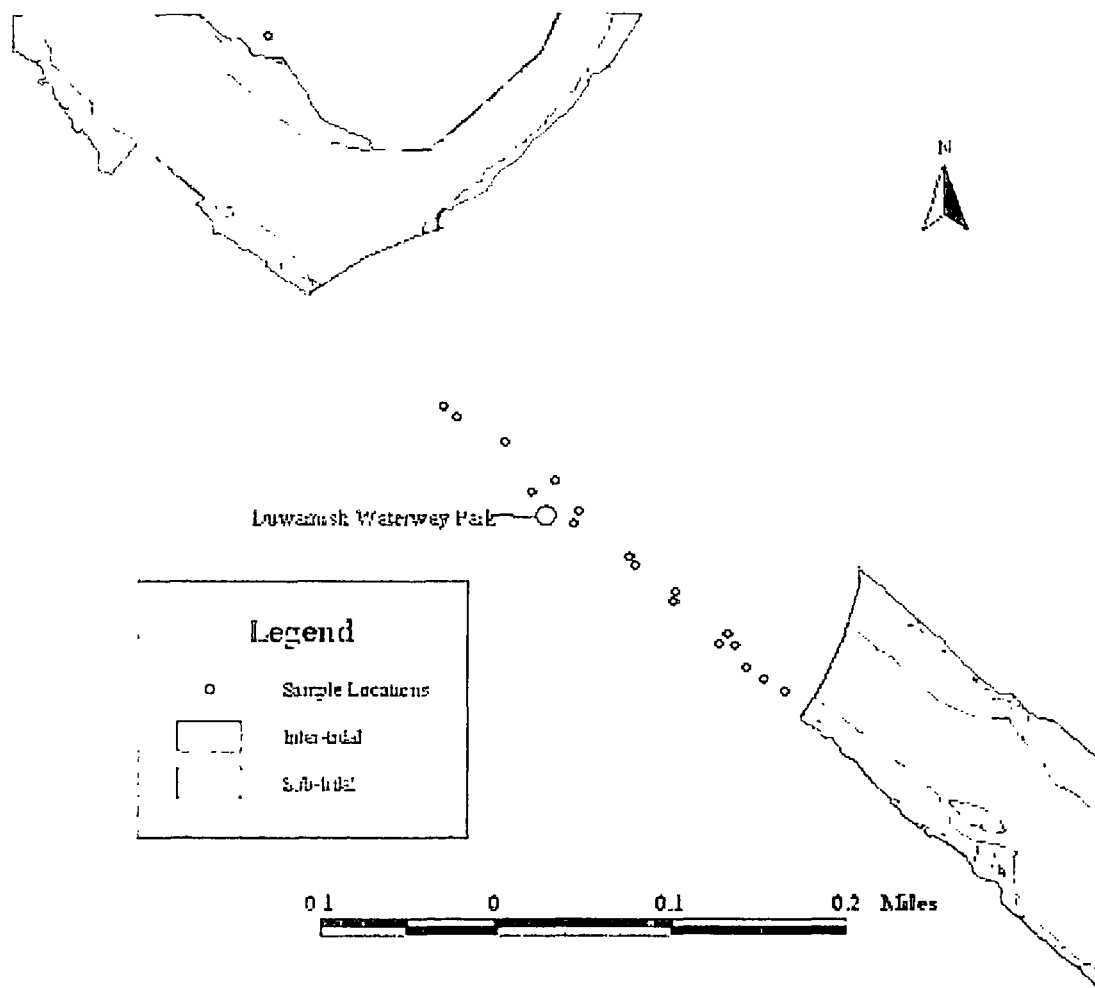 N
Duwamish Waterway Park
Legend
Sample Locations
Inter-tidal
Sub-tidal
0.1 0 0.1 0.2 Miles